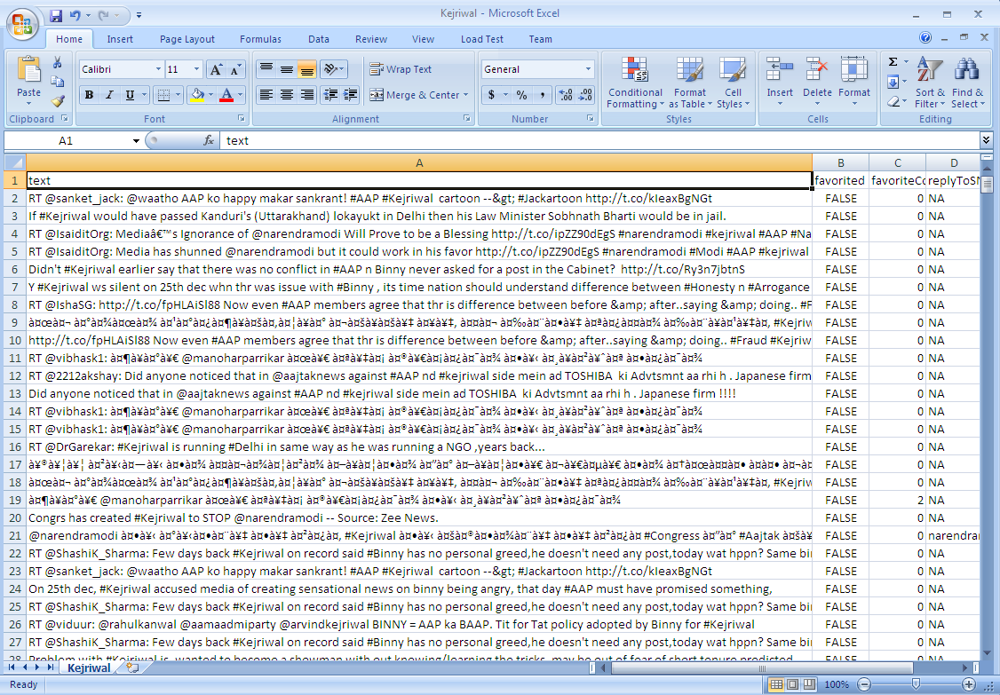 Kejriwal - Microsoft Excel
Home Insert Page Layout Formulas Data Review View Load Test Team
Paste Calibri 11 Wrap Text General Conditional Formatting Format as Table Cell Styles Insert Delete Format Sort & Filter Find & Select
B I U Merge & Center $ % ,
Clipboard Font Alignment Number Styles Cells Editing
A1 fx text
A B C D
1 text favorited favoriteCo replyToSN
2 RT @sanket_jack: @waatho AAP ko happy makar sankrant! #AAP #Kejriwal cartoon --&gt; #Jackartoon http://t.co/kIeaxBgNGt FALSE 0 NA
3 If #Kejriwal would have passed Kanduri's (Uttarakhand) lokayukt in Delhi then his Law Minister Sobhnath Bharti would be in jail. FALSE 0 NA
4 RT @IsaiditOrg: Mediaâ€™s Ignorance of @narendramodi Will Prove to be a Blessing http://t.co/ipZZ90dEgS #narendramodi #kejriwal #AAP #Na FALSE 0 NA
5 RT @IsaiditOrg: Media has shunned @narendramodi but it could work in his favor http://t.co/ipZZ90dEgS #narendramodi #Modi #AAP #kejriwal FALSE 0 NA
6 Didn't #Kejriwal earlier say that there was no conflict in #AAP n Binny never asked for a post in the Cabinet? http://t.co/Ry3n7jbtnS FALSE 0 NA
7 Y #Kejriwal ws silent on 25th dec whn thr was issue with #Binny , its time nation should understand difference between #Honesty n #Arrogance FALSE 0 NA
8 RT @IshaSG: http://t.co/fpHLAiSl88 Now even #AAP members agree that thr is difference between before &amp; after..saying &amp; doing.. #F FALSE 0 NA
9 #Kejriw FALSE 0 NA
10 http://t.co/fpHLAiSl88 Now even #AAP members agree that thr is difference between before &amp; after..saying &amp; doing.. #Fraud #Kejriw FALSE 0 NA
11 RT @vibhask1: @manoharparrikar FALSE 0 NA
12 RT @2212akshay: Did anyone noticed that in @aajtaknews against #AAP nd #kejriwal side mein ad TOSHIBA ki Advtsmnt aa rhi h . Japanese firm FALSE 0 NA
13 Did anyone noticed that in @aajtaknews against #AAP nd #kejriwal side mein ad TOSHIBA ki Advtsmnt aa rhi h . Japanese firm !!!! FALSE 0 NA
14 RT @vibhask1: @manoharparrikar FALSE 0 NA
15 RT @vibhask1: @manoharparrikar FALSE 0 NA
16 RT @DrGarekar: #Kejriwal is running #Delhi in same way as he was running a NGO ,years back... FALSE 0 NA
17 FALSE 0 NA
18 #Kejriw FALSE 0 NA
19 @manoharparrikar FALSE 2 NA
20 Congrs has created #Kejriwal to STOP @narendramodi -- Source: Zee News. FALSE 0 NA
21 @narendramodi #Kejriwal #Congress #Aajtak FALSE 0 narendra
22 RT @ShashiK_Sharma: Few days back #Kejriwal on record said #Binny has no personal greed,he doesn't need any post,today wat hppn? Same bin FALSE 0 NA
23 RT @sanket_jack: @waatho AAP ko happy makar sankrant! #AAP #Kejriwal cartoon --&gt; #Jackartoon http://t.co/kIeaxBgNGt FALSE 0 NA
24 On 25th dec, #Kejriwal accused media of creating sensational news on binny being angry, that day #AAP must have promised something, FALSE 0 NA
25 RT @ShashiK_Sharma: Few days back #Kejriwal on record said #Binny has no personal greed,he doesn't need any post,today wat hppn? Same bin FALSE 0 NA
26 RT @viduur: @rahulkanwal @aamaadmiparty @arvindkejriwal BINNY = AAP ka BAAP. Tit for Tat policy adopted by Binny for #Kejriwal FALSE 0 NA
27 RT @ShashiK_Sharma: Few days back #Kejriwal on record said #Binny has no personal greed,he doesn't need any post,today wat hppn? Same bin FALSE 0 NA
28 Problem with #Kejriwal is, wanted to become a showman with out knowing/learning the tricks, may be out of fear of short tenure predicted FALSE 0 NA
Kejriwal
Ready 100%